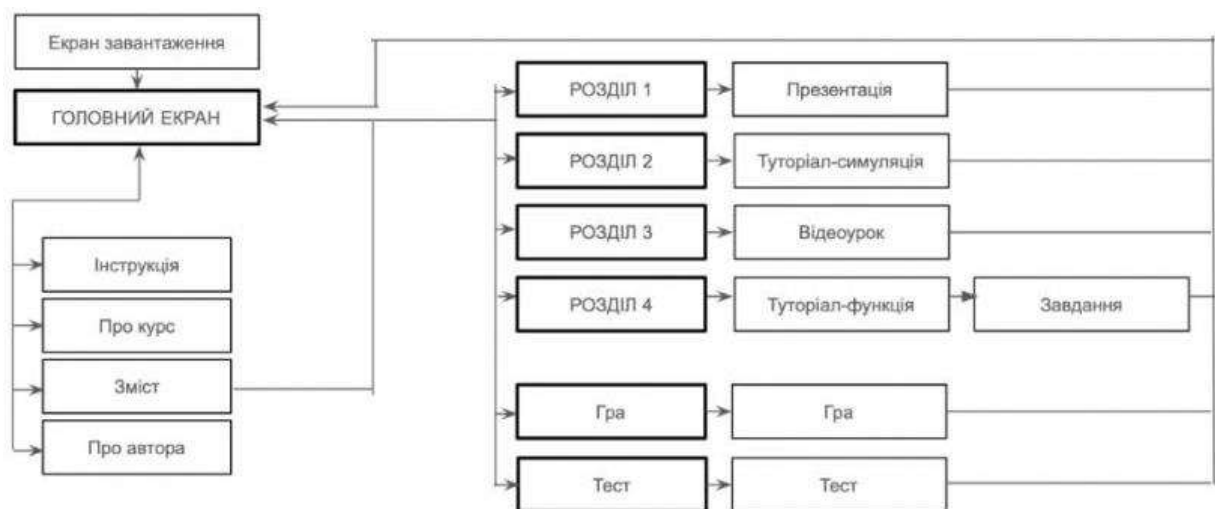 Екран завантаження
ГОЛОВНИЙ ЕКРАН
Інструкція
Про курс
Зміст
Про автора
РОЗДІЛ 1
Презентація
РОЗДІЛ 2
Туторіал-симуляція
РОЗДІЛ 3
Відеоурок
РОЗДІЛ 4
Туторіал-функція
Завдання
Гра
Гра
Тест
Тест